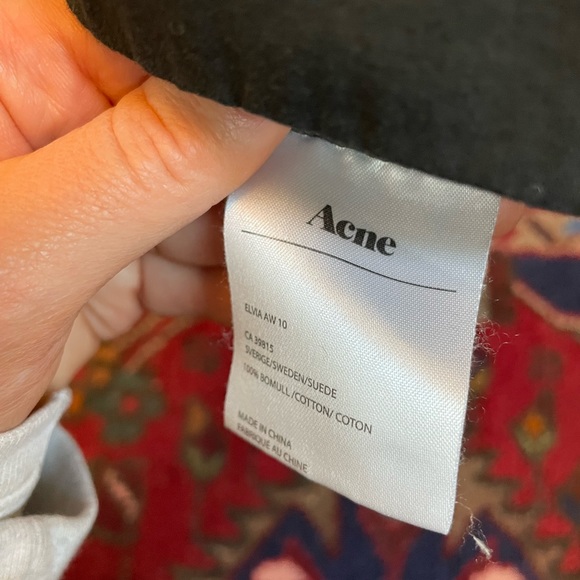 Acne
ELVIA AW 10
CA 39815
SVERIGE/SWEDEN/SUEDE
100% BOMULL /COTTON/ COTON
MADE IN CHINA
FABRIQUE AU CHINE